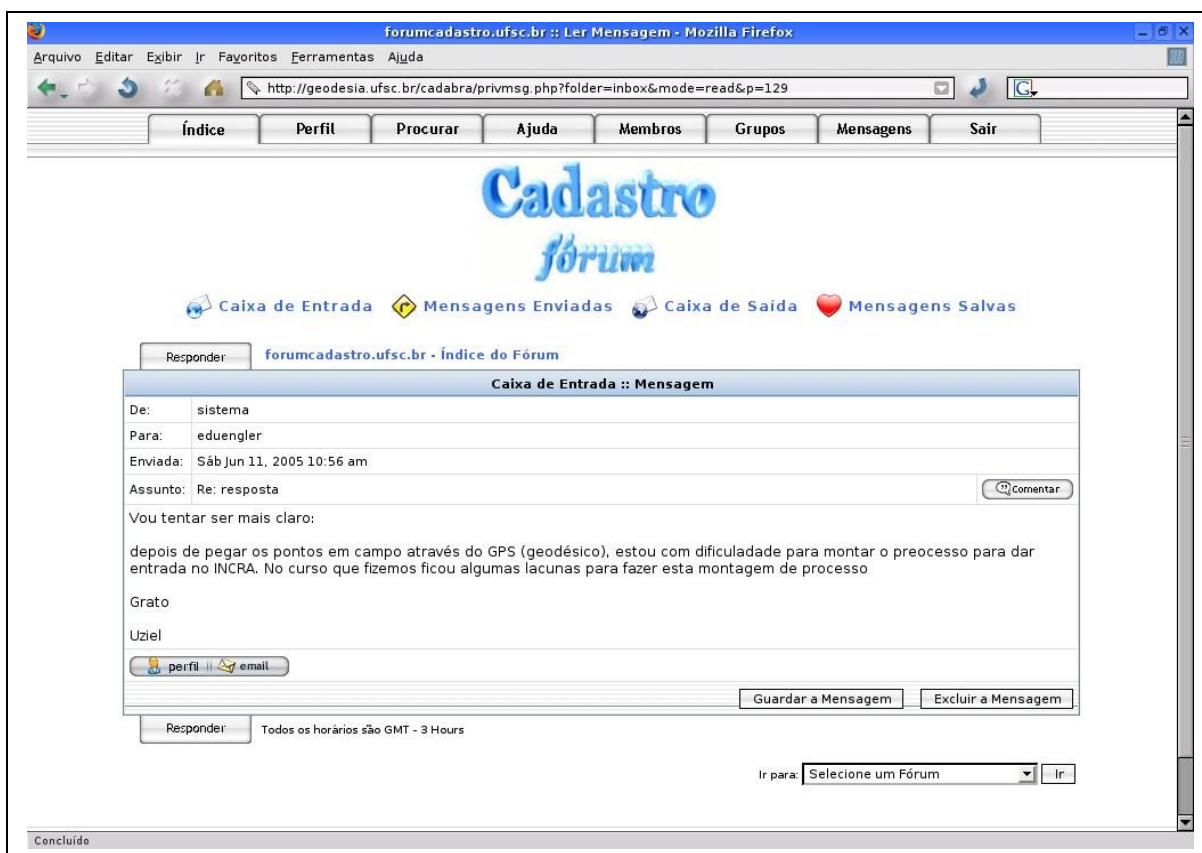 forumcadastro.ufsc.br :: Ler Mensagem - Mozilla Firefox
Arquivo Editar Exibir Ir Favoritos Ferramentas Ajuda
http://geodesia.ufsc.br/cadabra/privmsg.php?folder=inbox&mode=read&p=129
G
Índice Perfil Procurar Ajuda Membros Grupos Mensagens Sair
Cadastro
fórum
Caixa de Entrada Mensagens Enviadas Caixa de Saída Mensagens Salvas
Responder forumcadastro.ufsc.br - Índice do Fórum
Caixa de Entrada :: Mensagem
De: sistema
Para: eduengler
Enviada: Sáb Jun 11, 2005 10:56 am
Assunto: Re: resposta Comentar
Vou tentar ser mais claro:
depois de pegar os pontos em campo através do GPS (geodésico), estou com dificuladade para montar o preocesso para dar
entrada no INCRA. No curso que fizemos ficou algumas lacunas para fazer esta montagem de processo
Grato
Uziel
perfil || email
Guardar a Mensagem Excluir a Mensagem
Responder Todos os horários são GMT - 3 Hours
Ir para: Selecione um Fórum Ir
Concluído